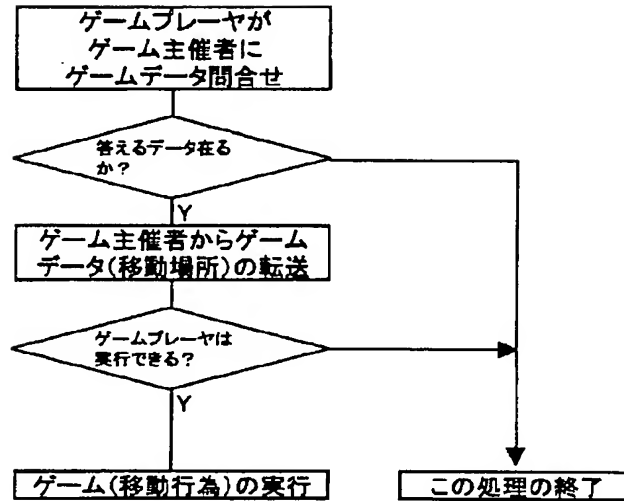 ゲームプレーヤが
ゲーム主催者に
ゲームデータ問合せ
答えるデータ在る
か？
Y
ゲーム主催者からゲーム
データ(移動場所)の転送
ゲームプレーヤは
実行できる？
Y
ゲーム(移動行為)の実行
この処理の終了